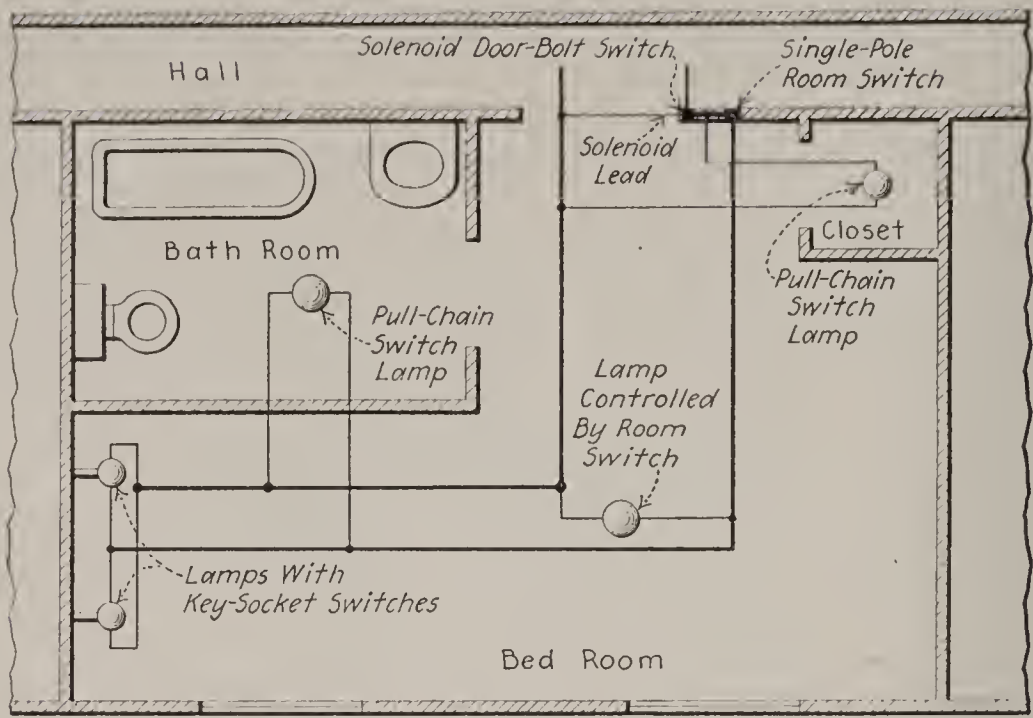 Solenoid Door-Bolt Switch
Single-Pole
Room Switch
Hall
Solenoid
Lead
Closet
Bath Room
Pull-Chain
Switch
Lamp
Pull-Chain
Switch
Lamp
Lamp
Controlled
By Room
Switch
Lamps With
Key-Socket Switches
Bed Room